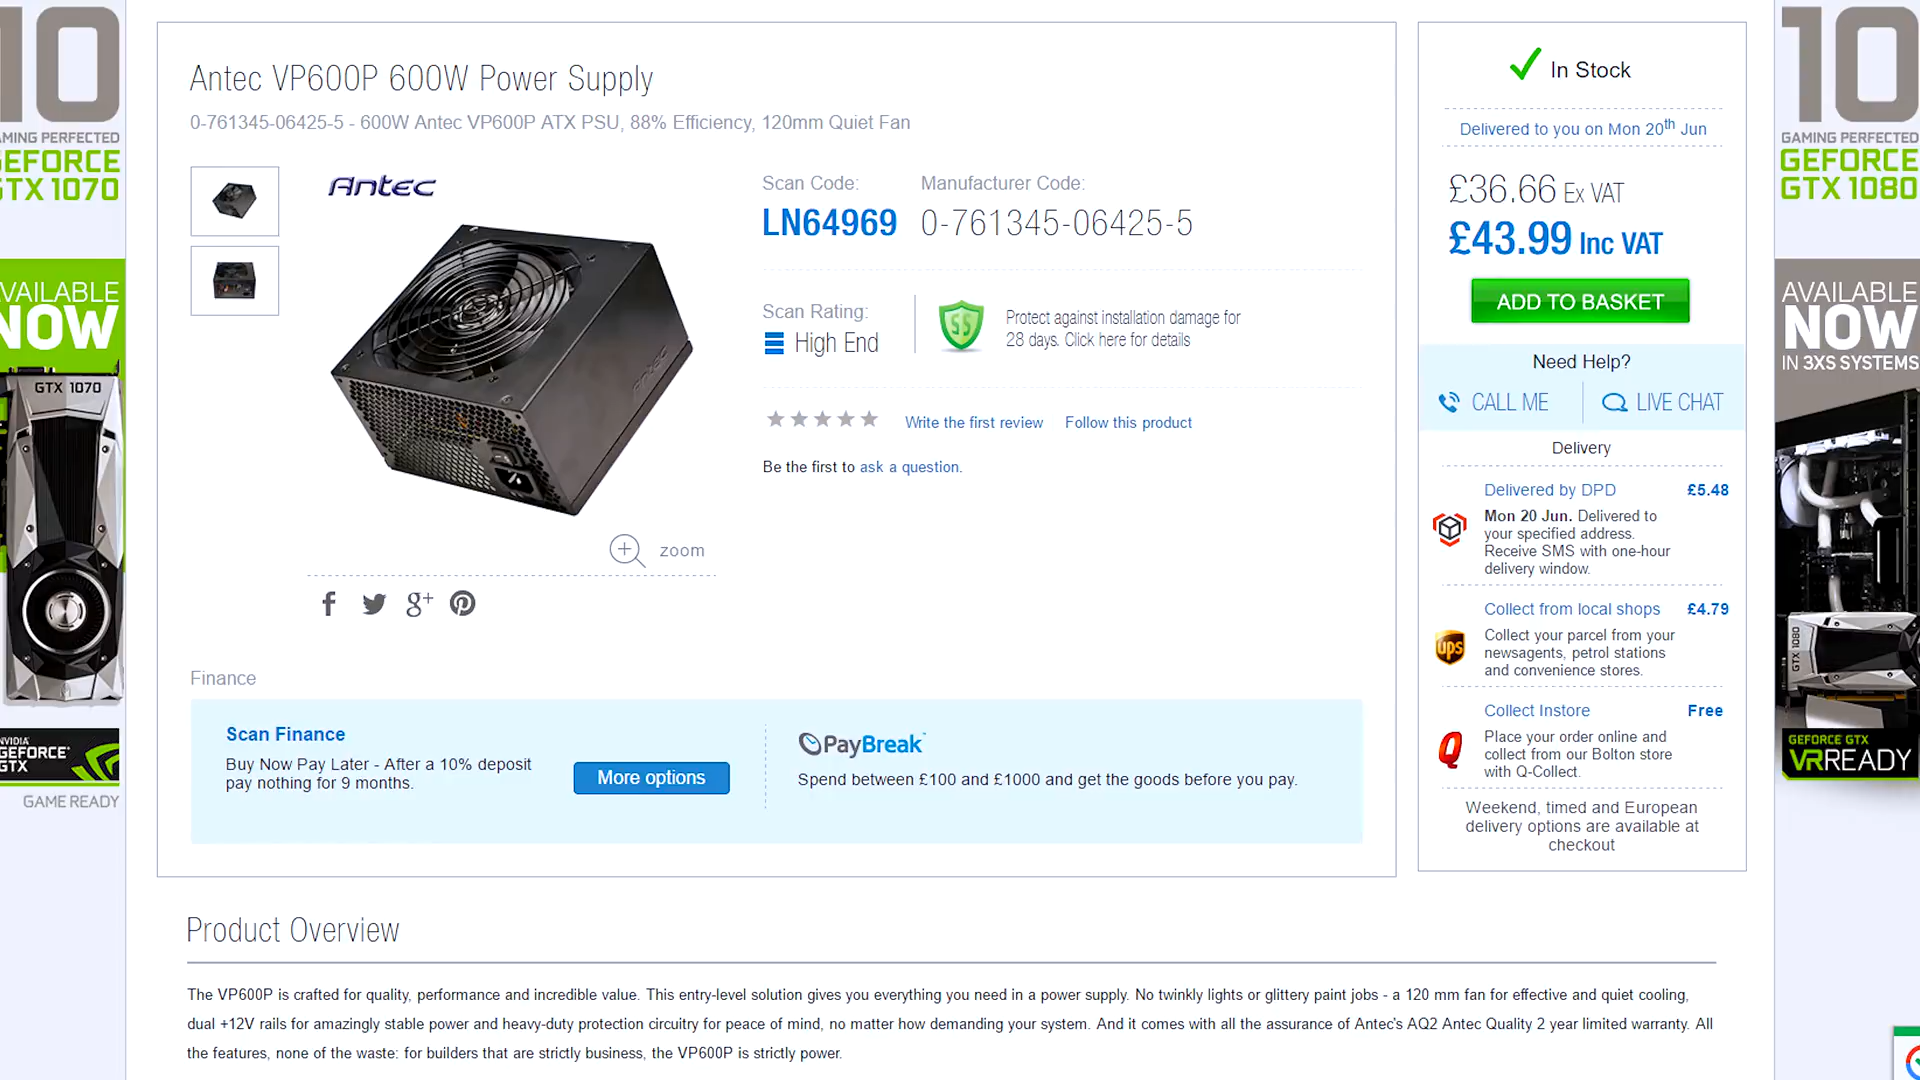 10
GAMING PERFECTED
GEFORCE
GTX 1070
AVAILABLE
NOW
GTX 1070
NVIDIA
GEFORCE
GTX
GAME READY
Antec VP600P 600W Power Supply
0-761345-06425-5 - 600W Antec VP600P ATX PSU, 88% Efficiency, 120mm Quiet Fan
Antec
Antec
zoom
Scan Code:
LN64969
Manufacturer Code:
0-761345-06425-5
Scan Rating:
High End
SS
Protect against installation damage for
28 days. Click here for details
Write the first review
Follow this product
Be the first to ask a question.
Finance
Scan Finance
Buy Now Pay Later - After a 10% deposit
pay nothing for 9 months.
More options
PayBreak
Spend between £100 and £1000 and get the goods before you pay.
In Stock
Delivered to you on Mon 20th Jun
£36.66 Ex VAT
£43.99 Inc VAT
ADD TO BASKET
Need Help?
CALL ME
LIVE CHAT
Delivery
Delivered by DPD £5.48
Mon 20 Jun. Delivered to
your specified address.
Receive SMS with one-hour
delivery window.
Collect from local shops £4.79
ups
Collect your parcel from your
newsagents, petrol stations
and convenience stores.
Collect Instore Free
Q
Place your order online and
collect from our Bolton store
with Q-Collect.
Weekend, timed and European
delivery options are available at
checkout
10
GAMING PERFECTED
GEFORCE
GTX 1080
AVAILABLE
NOW
IN 3XS SYSTEMS
GTX 1080
GEFORCE GTX
VRREADY
Product Overview
The VP600P is crafted for quality, performance and incredible value. This entry-level solution gives you everything you need in a power supply. No twinkly lights or glittery paint jobs - a 120 mm fan for effective and quiet cooling,
dual +12V rails for amazingly stable power and heavy-duty protection circuitry for peace of mind, no matter how demanding your system. And it comes with all the assurance of Antec's AQ2 Antec Quality 2 year limited warranty. All
the features, none of the waste: for builders that are strictly business, the VP600P is strictly power.